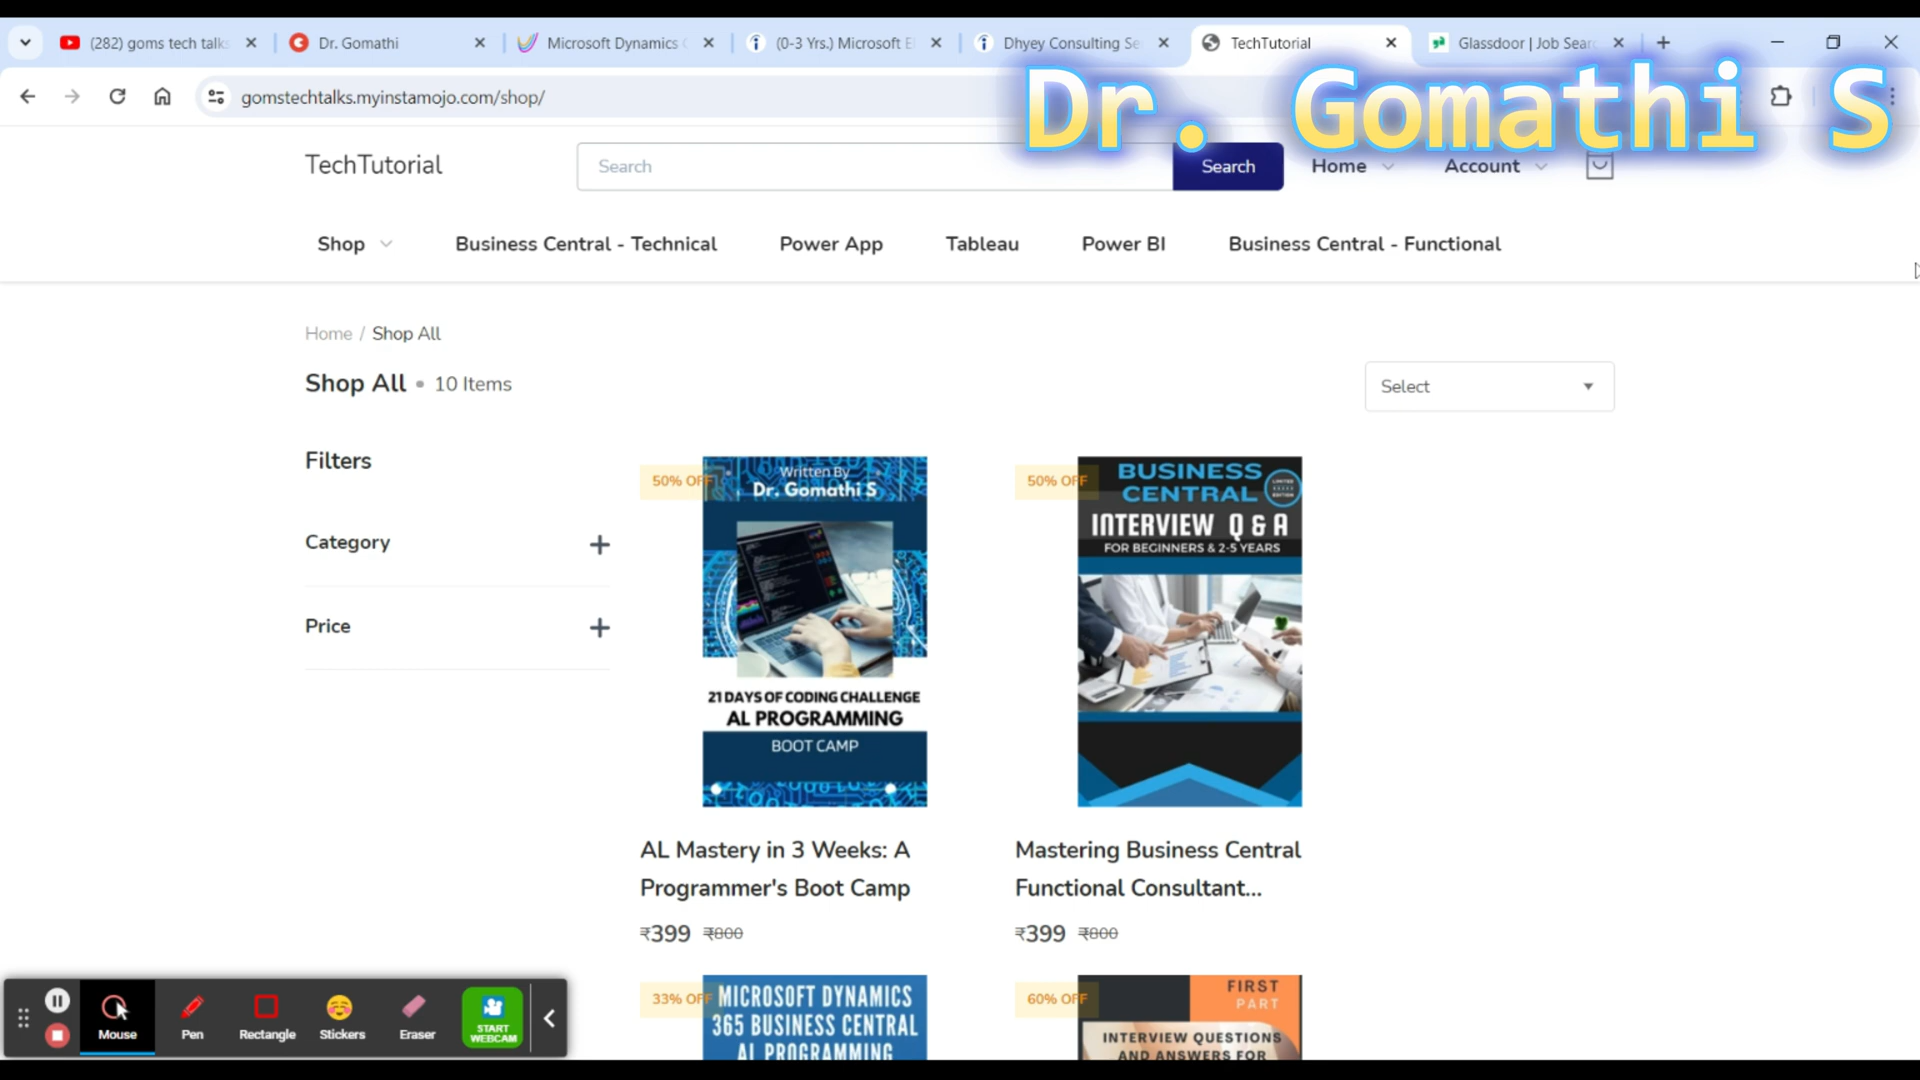 (282) goms tech talks
Dr. Gomathi
Microsoft Dynamics
(0-3 Yrs.) Microsoft
Dhyey Consulting Se
TechTutorial
Glassdoor | Job Sear
gomstechtalks.myinstamojo.com/shop/
Dr. Gomathi S
TechTutorial
Search
Search
Home
Account
Shop
Business Central - Technical
Power App
Tableau
Power BI
Business Central - Functional
Home / Shop All
Shop All • 10 Items
Select
Filters
Category
Price
50% OFF
Written By
Dr. Gomathi S
21 DAYS OF CODING CHALLENGE
AL PROGRAMMING
BOOT CAMP
AL Mastery in 3 Weeks: A
Programmer's Boot Camp
₹399 ₹800
50% OFF
BUSINESS
CENTRAL
LIMITED
EDITION
INTERVIEW Q & A
FOR BEGINNERS & 2-5 YEARS
Mastering Business Central
Functional Consultant...
₹399 ₹800
33% OFF
MICROSOFT DYNAMICS
365 BUSINESS CENTRAL
AL PROGRAMMING
60% OFF
FIRST
PART
INTERVIEW QUESTIONS
AND ANSWERS FOR
Mouse
Pen
Rectangle
Stickers
Eraser
START
WEBCAM